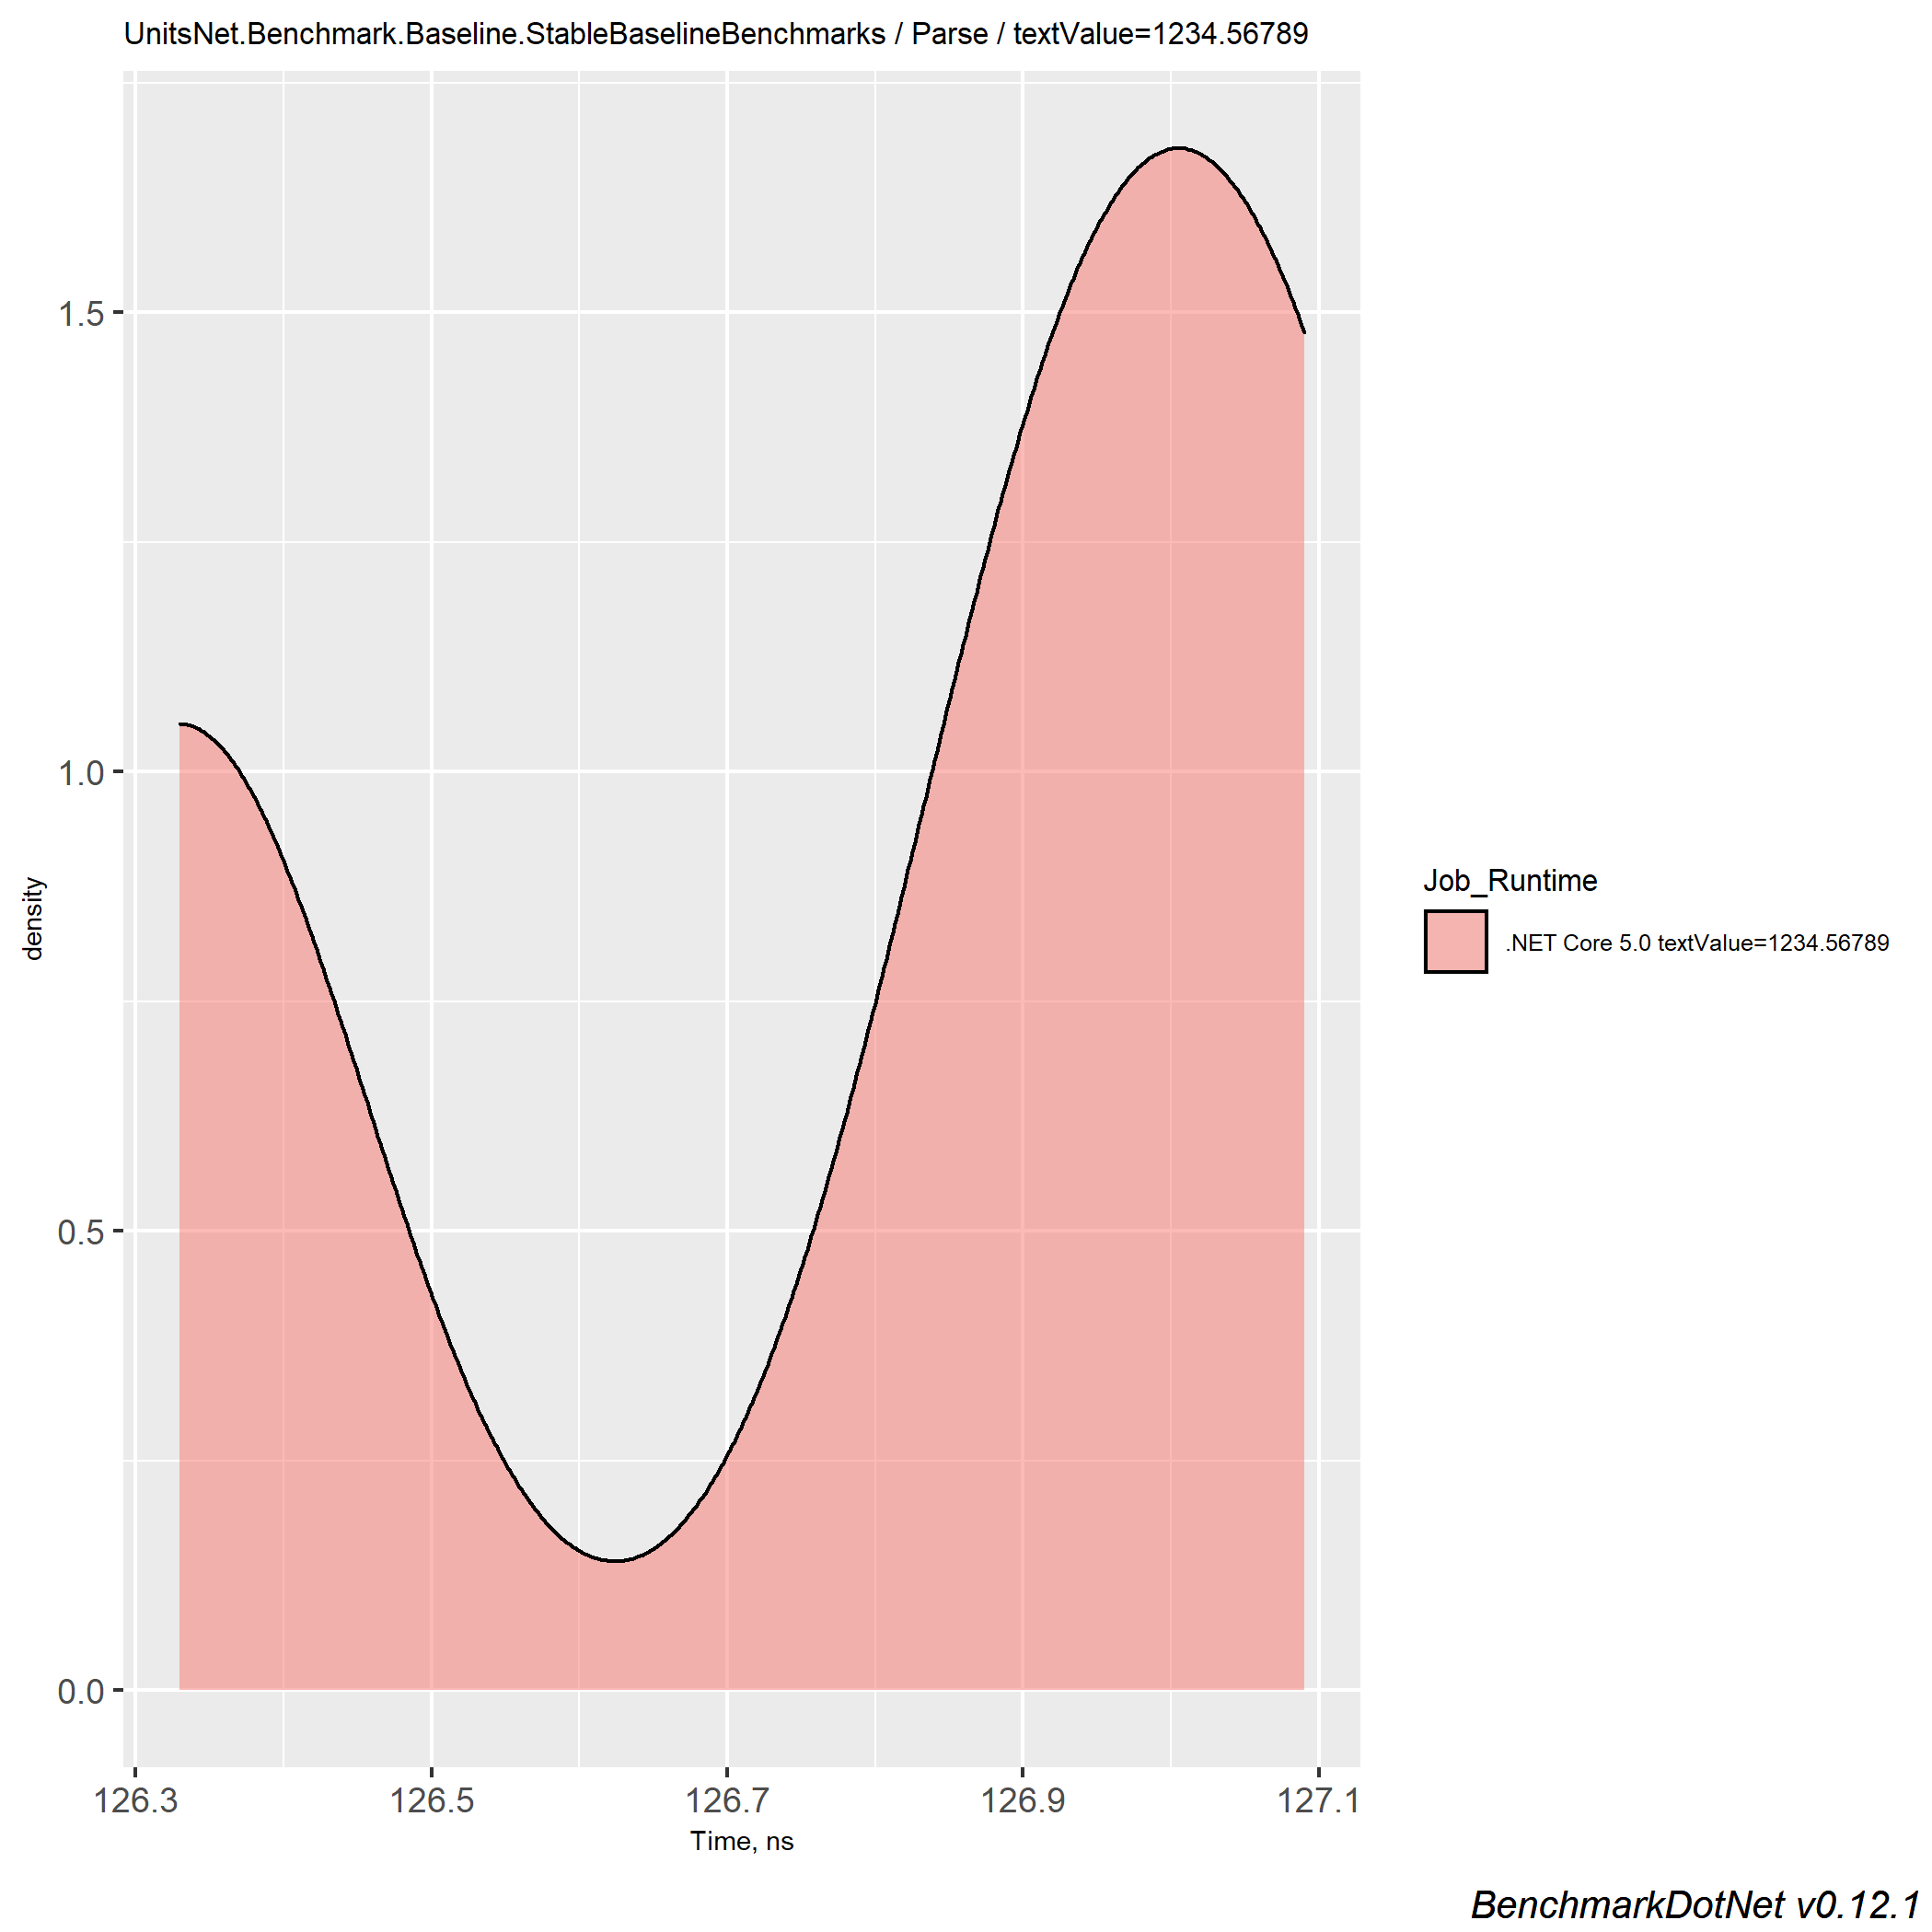 UnitsNet.Benchmark.Baseline.StableBaselineBenchmarks / Parse / textValue=1234.56789
1.5
1.0
0.5
0.0
density
126.3 126.5 126.7 126.9 127.1
Time, ns
Job_Runtime
.NET Core 5.0 textValue=1234.56789
BenchmarkDotNet v0.12.1